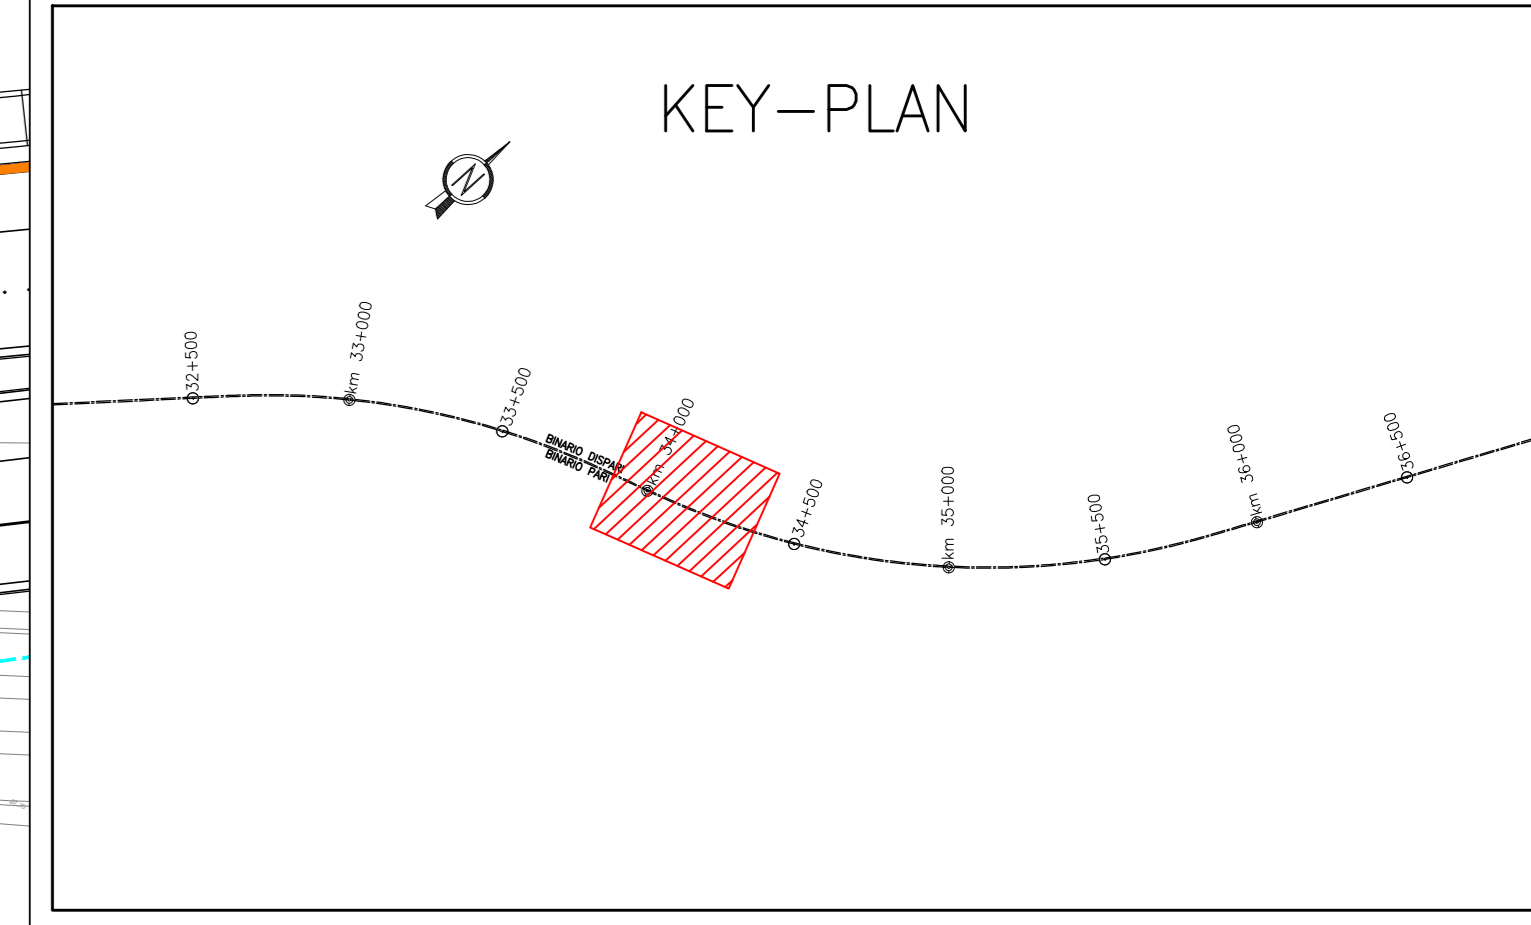 KEY-PLAN
N
32+500
km 33+000
33+500
BINARIO DISPARI
BINARIO PARI
km 34+000
34+500
km 35+000
35+500
km 36+000
36+500